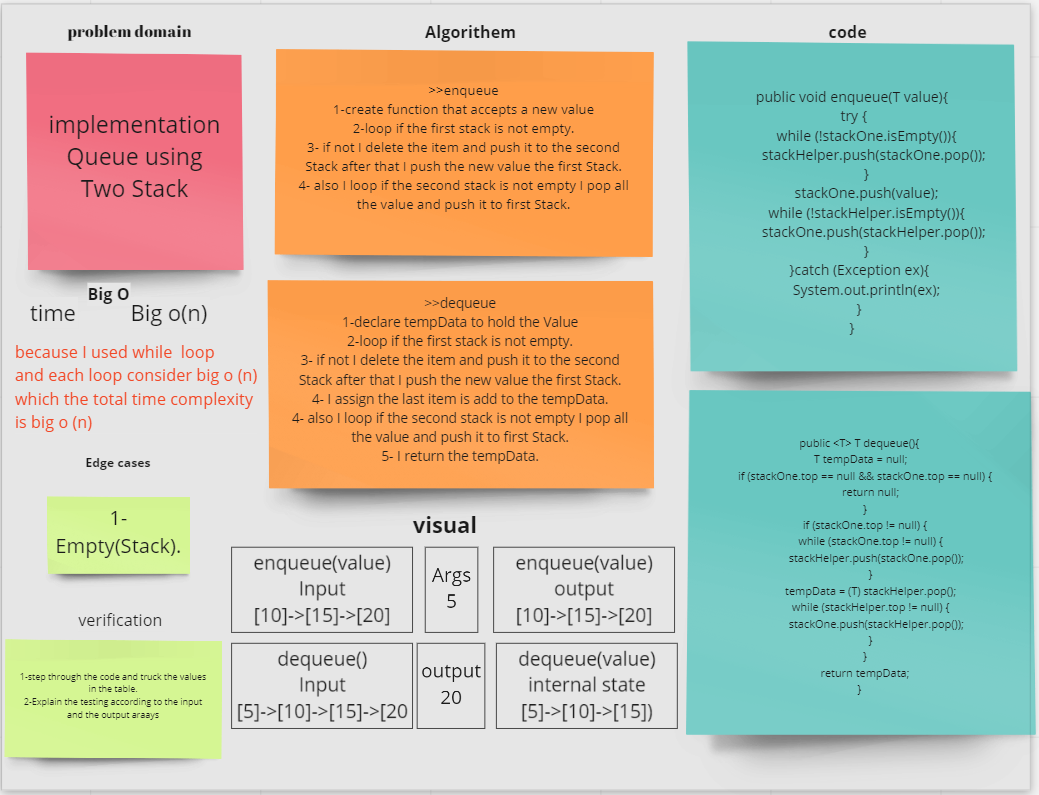 problem domain
implementation
Queue using
Two Stack
Big O
time Big o(n)
because I used while loop
and each loop consider big o (n)
which the total time complexity
is big o (n)
Edge cases
1-
Empty(Stack).
verification
1-step through the code and truck the values
in the table.
2-Explain the testing according to the input
and the output araays
Algorithem
>>enqueue
1-create function that accepts a new value
2-loop if the first stack is not empty.
3- if not I delete the item and push it to the second
Stack after that I push the new value the first Stack.
4- also I loop if the second stack is not empty I pop all
the value and push it to first Stack.
>>dequeue
1-declare tempData to hold the Value
2-loop if the first stack is not empty.
3- if not I delete the item and push it to the second
Stack after that I push the new value the first Stack.
4- I assign the last item is add to the tempData.
4- also I loop if the second stack is not empty I pop all
the value and push it to first Stack.
5- I return the tempData.
visual
enqueue(value)
Input
[10]->[15]->[20]
Args
5
enqueue(value)
output
[10]->[15]->[20]
dequeue()
Input
[5]->[10]->[15]->[20
output
20
dequeue(value)
internal state
[5]->[10]->[15])
code
public void enqueue(T value){
try {
while (!stackOne.isEmpty()){
stackHelper.push(stackOne.pop());
}
stackOne.push(value);
while (!stackHelper.isEmpty()){
stackOne.push(stackHelper.pop());
}
}catch (Exception ex){
System.out.println(ex);
}
}
public <T> T dequeue(){
T tempData = null;
if (stackOne.top == null && stackOne.top == null) {
return null;
}
if (stackOne.top != null) {
while (stackOne.top != null) {
stackHelper.push(stackOne.pop());
}
tempData = (T) stackHelper.pop();
while (stackHelper.top != null) {
stackOne.push(stackHelper.pop());
}
}
return tempData;
}